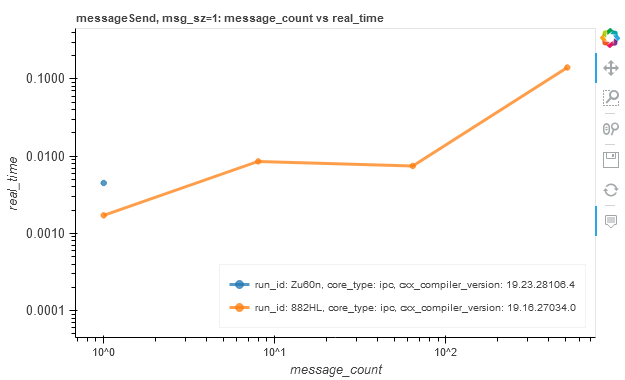 messageSend, msg_sz=1: message_count vs real_time
real_time
0.1000
0.0100
0.0010
0.0001
run_id: Zu60n, core_type: ipc, cxx_compiler_version: 19.23.28106.4
run_id: 882HL, core_type: ipc, cxx_compiler_version: 19.16.27034.0
10^0
10^1
10^2
message_count